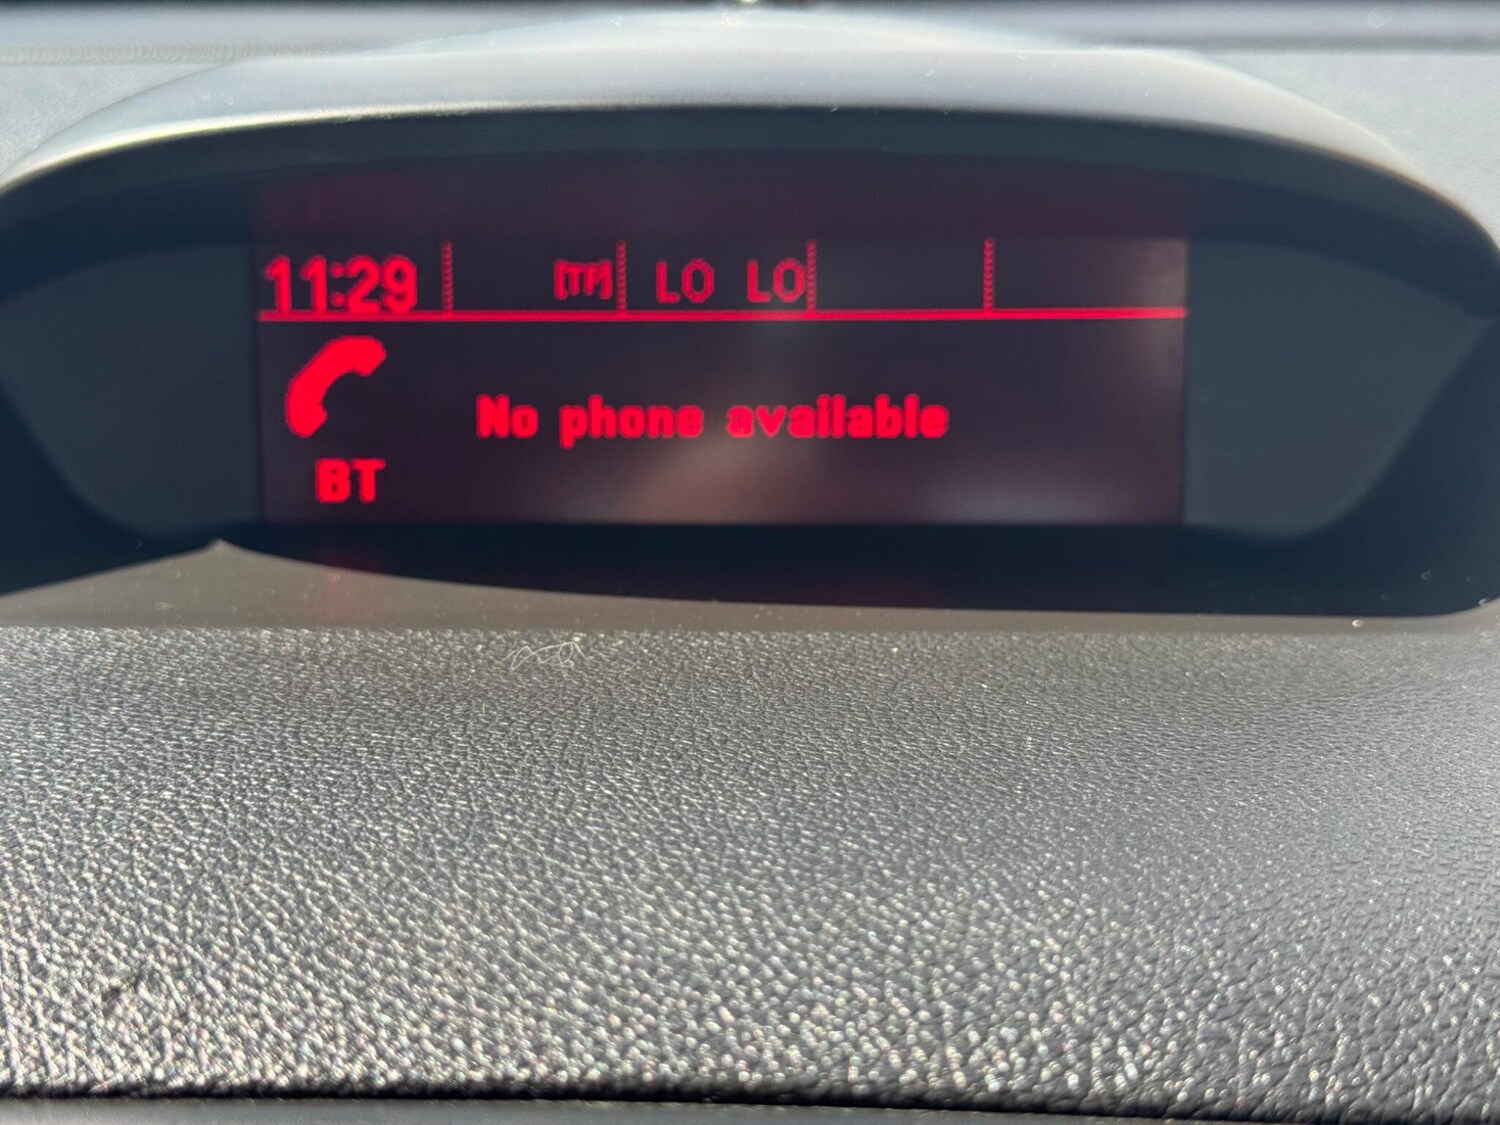 11:29 [TP] LO LO
No phone available
BT